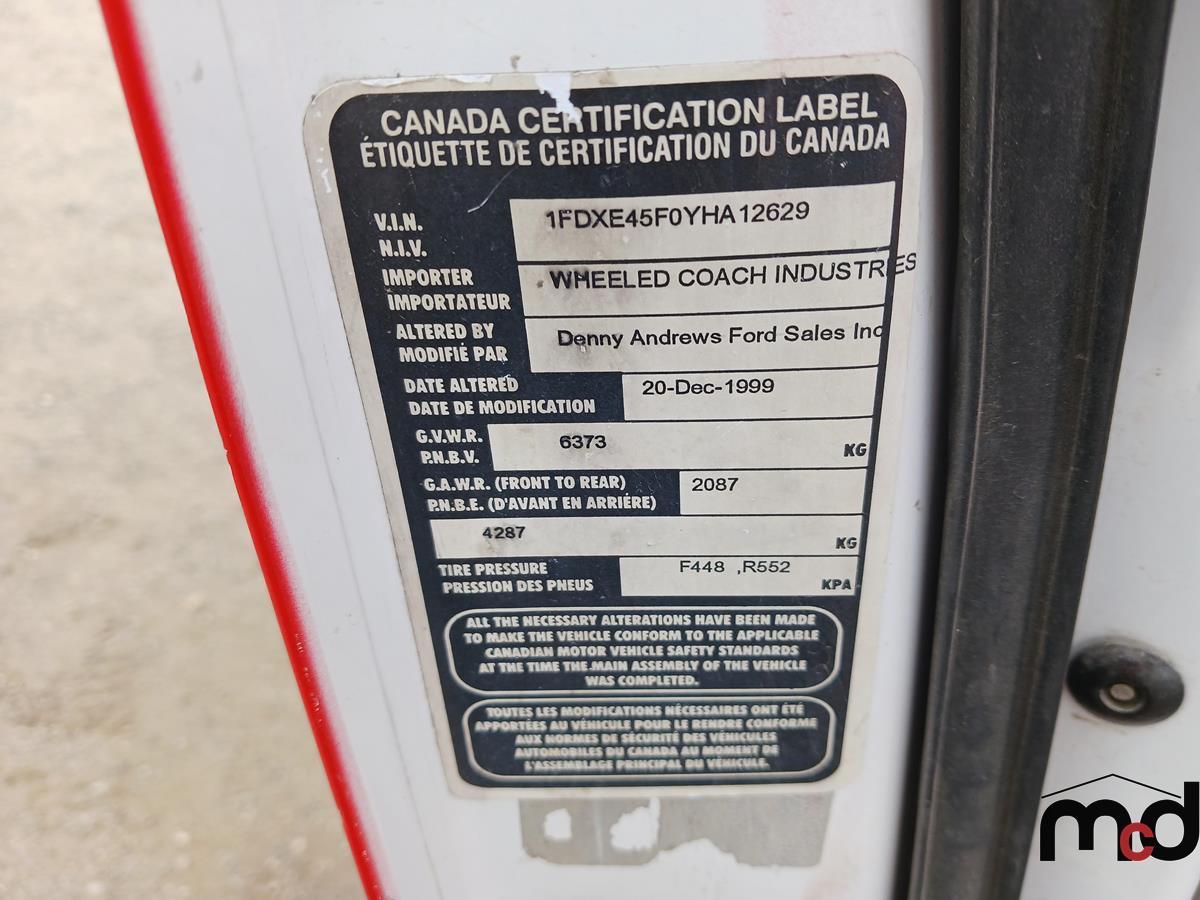 CANADA CERTIFICATION LABEL
ÉTIQUETTE DE CERTIFICATION DU CANADA
V.I.N. 1FDXE45F0YHA12629
N.I.V.
IMPORTER WHEELED COACH INDUSTRIES
IMPORTATEUR
ALTERED BY Denny Andrews Ford Sales Inc
MODIFIÉ PAR
DATE ALTERED 20-Dec-1999
DATE DE MODIFICATION
G.V.W.R. 6373 KG
P.N.B.V.
G.A.W.R. (FRONT TO REAR) 2087
P.N.B.E. (D'AVANT EN ARRIÉRE)
4287 KG
TIRE PRESSURE F448 ,R552 KPA
PRESSION DES PNEUS
ALL THE NECESSARY ALTERATIONS HAVE BEEN MADE
TO MAKE THE VEHICLE CONFORM TO THE APPLICABLE
CANADIAN MOTOR VEHICLE SAFETY STANDARDS
AT THE TIME THE MAIN ASSEMBLY OF THE VEHICLE
WAS COMPLETED.
TOUTES LES MODIFICATIONS NÉCESSAIRES ONT ÉTÉ
APPORTÉES AU VÉHICULE POUR LE RENDRE CONFORME
AUX NORMES DE SÉCURITÉ DES VÉHICULES
AUTOMOBILES DU CANADA AU MOMENT DE
L'ASSEMBLAGE PRINCIPAL DU VÉHICULE.
mcd